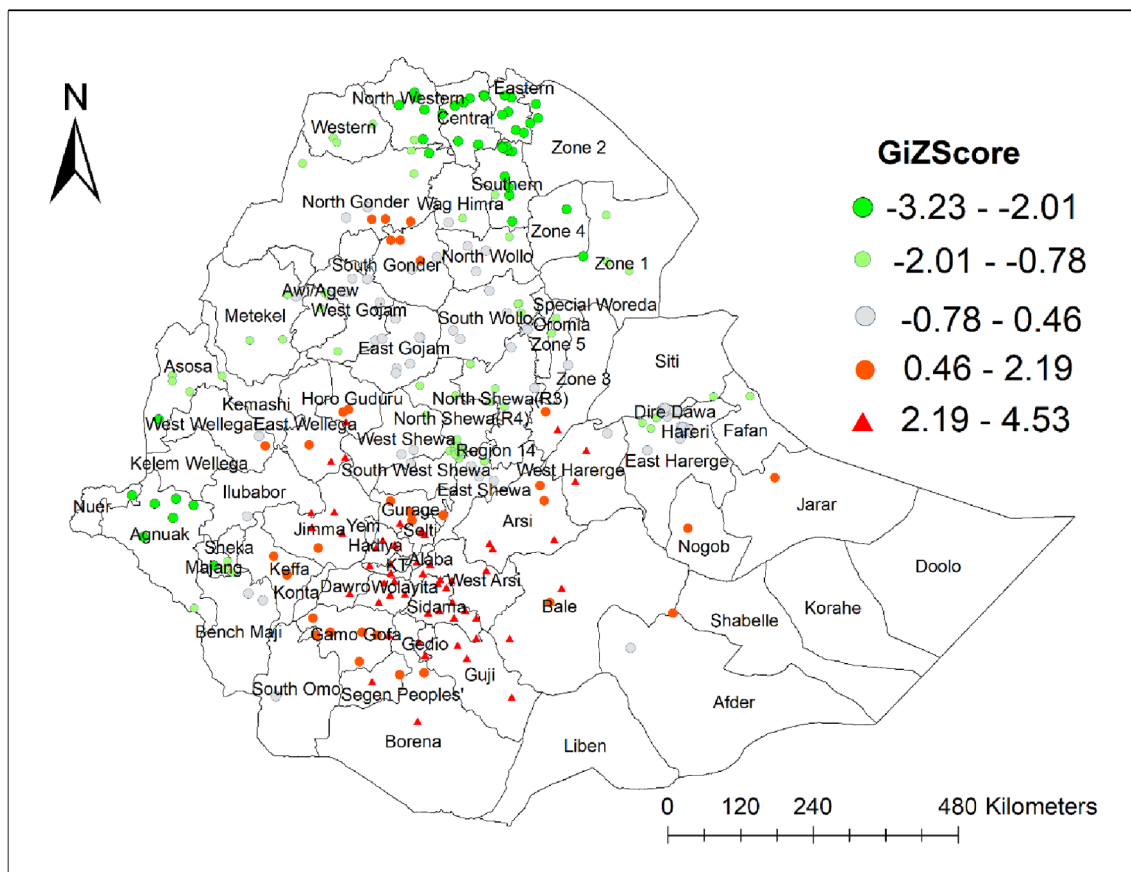 N
Eastern
North Western
Central
Western
Zone 2
GiZScore
Southern
-3.23 - -2.01
North Gonder
Wag Himra
Zone 4
-2.01 - -0.78
North Wollo
Zone 1
South Gonder
Awi/Agew
Special Woreda
West Gojam
-0.78 - 0.46
Metekel
South Wollo
Oromia
Zone 5
East Gojam
Siti
Asosa
0.46 - 2.19
Zone 3
Kemashi
Horo Guduru
North Shewa(R3)
Dire Dawa
North Shewa(R4)
2.19 - 4.53
West Wellega
East Wellega
Hareri
Fafan
West Shewa
Region 14
East Harerge
Kelem Wellega
South West Shewa
West Harerge
Ilubabor
East Shewa
Nuer
Gurage
Jarar
Agnuak
Jimma
Yem
Selti
Arsi
Hadiya
Nogob
Sheka
Alaba
Doolo
Majang
Keffa
KT
Konta
Dawro
Wolayita
West Arsi
Korahe
Sidama
Bale
Shabelle
Bench Maji
Gamo Gofa
Gedio
Guji
South Omo
Segen Peoples'
Afder
Borena
Liben
0 120 240 480 Kilometers